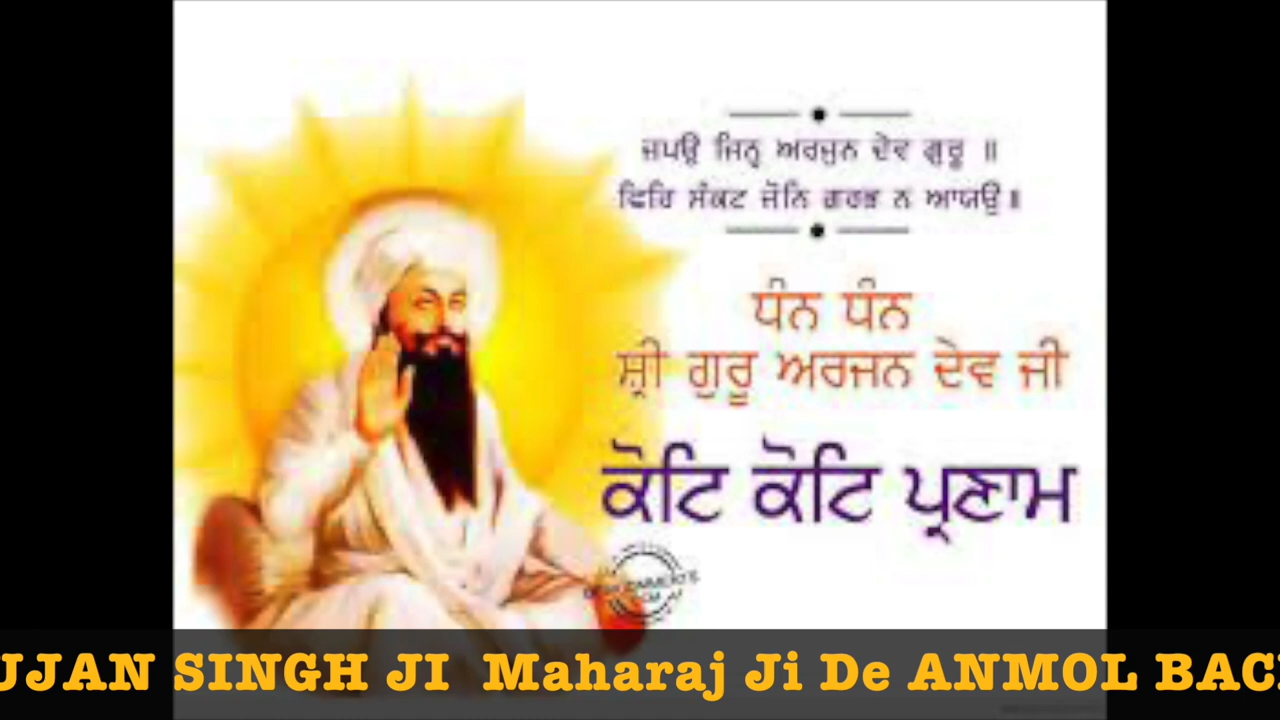 ਜਪਉ ਜਿਨੑ ਅਰਜੁਨ ਦੇਵ ਗੁਰੂ ॥
ਫਿਰਿ ਸੰਕਟ ਜੋਨਿ ਗਰਭ ਨ ਆਯਉ॥
ਧੰਨ ਧੰਨ
ਸ਼੍ਰੀ ਗੁਰੂ ਅਰਜਨ ਦੇਵ ਜੀ
ਕੋਟਿ ਕੋਟਿ ਪ੍ਰਣਾਮ
UJAN SINGH JI Maharaj Ji De ANMOL BAC